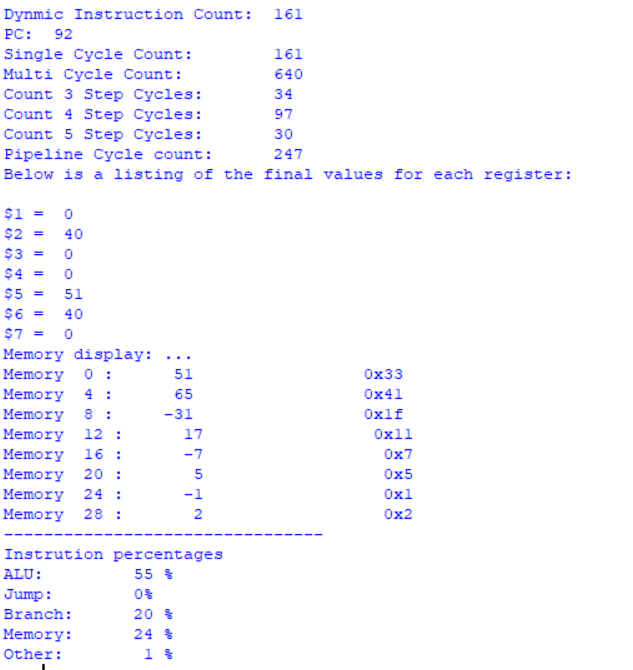 Dynmic Instruction Count: 161
PC: 92
Single Cycle Count: 161
Multi Cycle Count: 640
Count 3 Step Cycles: 34
Count 4 Step Cycles: 97
Count 5 Step Cycles: 30
Pipeline Cycle count: 247
Below is a listing of the final values for each register:
$1 = 0
$2 = 40
$3 = 0
$4 = 0
$5 = 51
$6 = 40
$7 = 0
Memory display: ...
Memory 0 : 51 0x33
Memory 4 : 65 0x41
Memory 8 : -31 0x1f
Memory 12 : 17 0x11
Memory 16 : -7 0x7
Memory 20 : 5 0x5
Memory 24 : -1 0x1
Memory 28 : 2 0x2
--------------------------------
Instrution percentages
ALU: 55 %
Jump: 0%
Branch: 20 %
Memory: 24 %
Other: 1 %